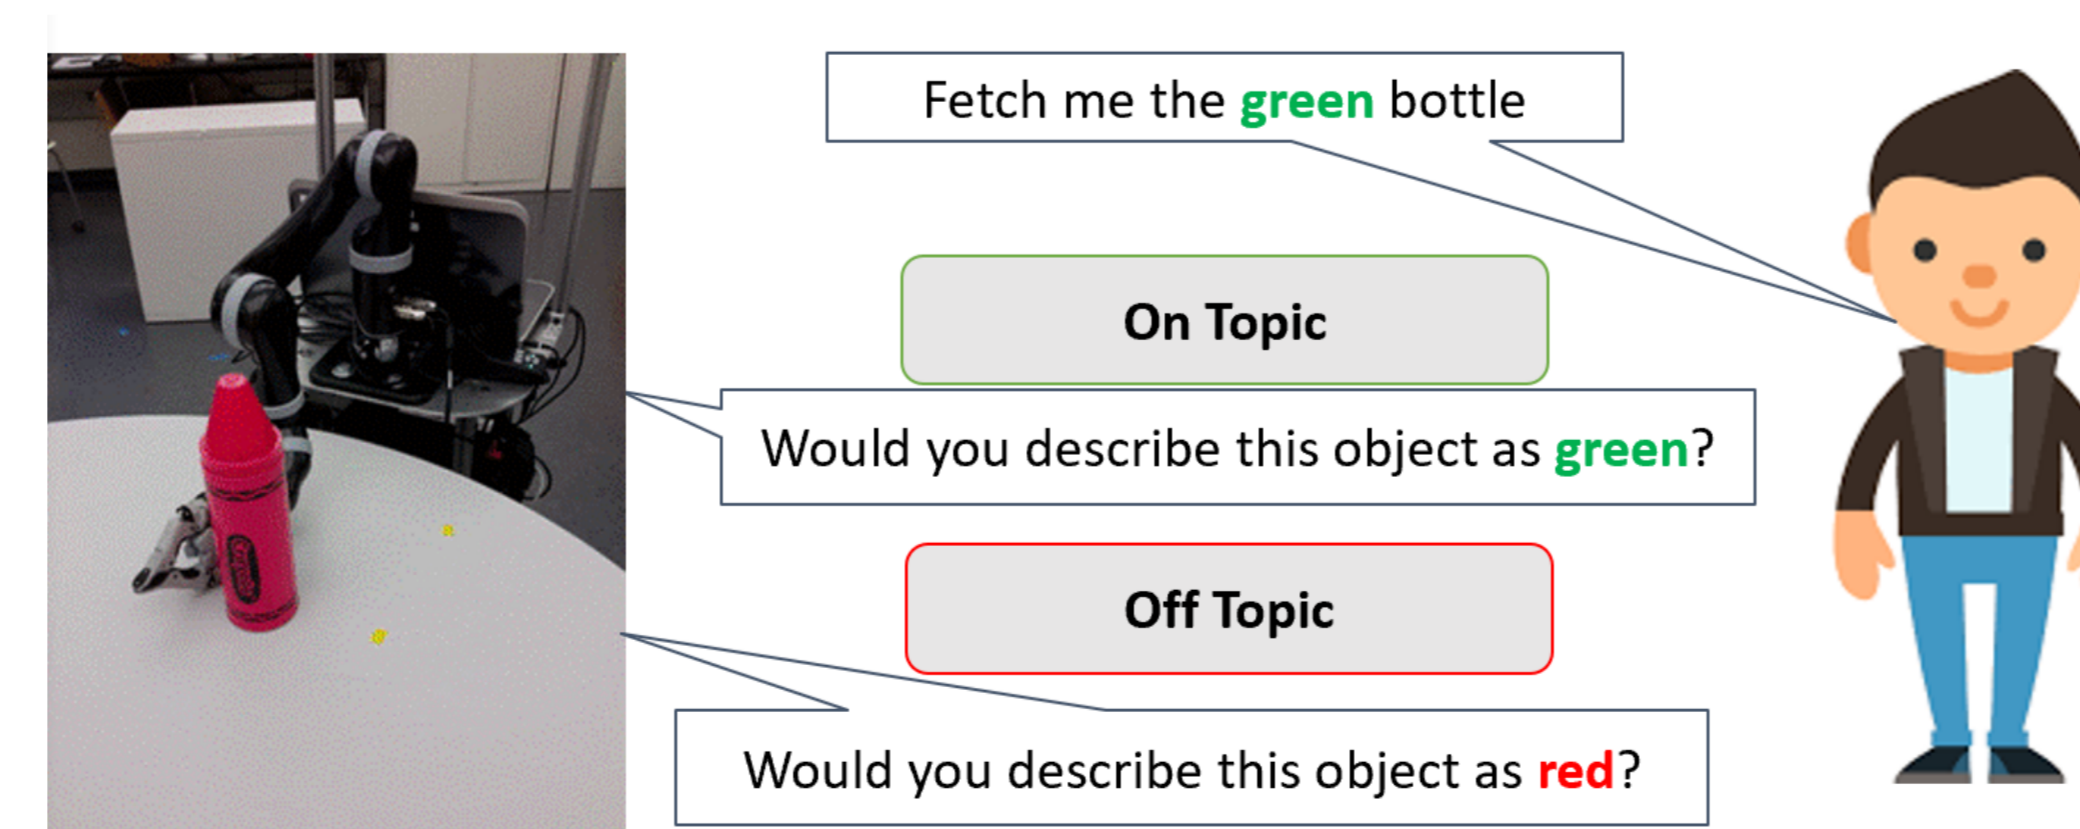 Fetch me the green bottle
On Topic
Would you describe this object as green?
Off Topic
Would you describe this object as red?